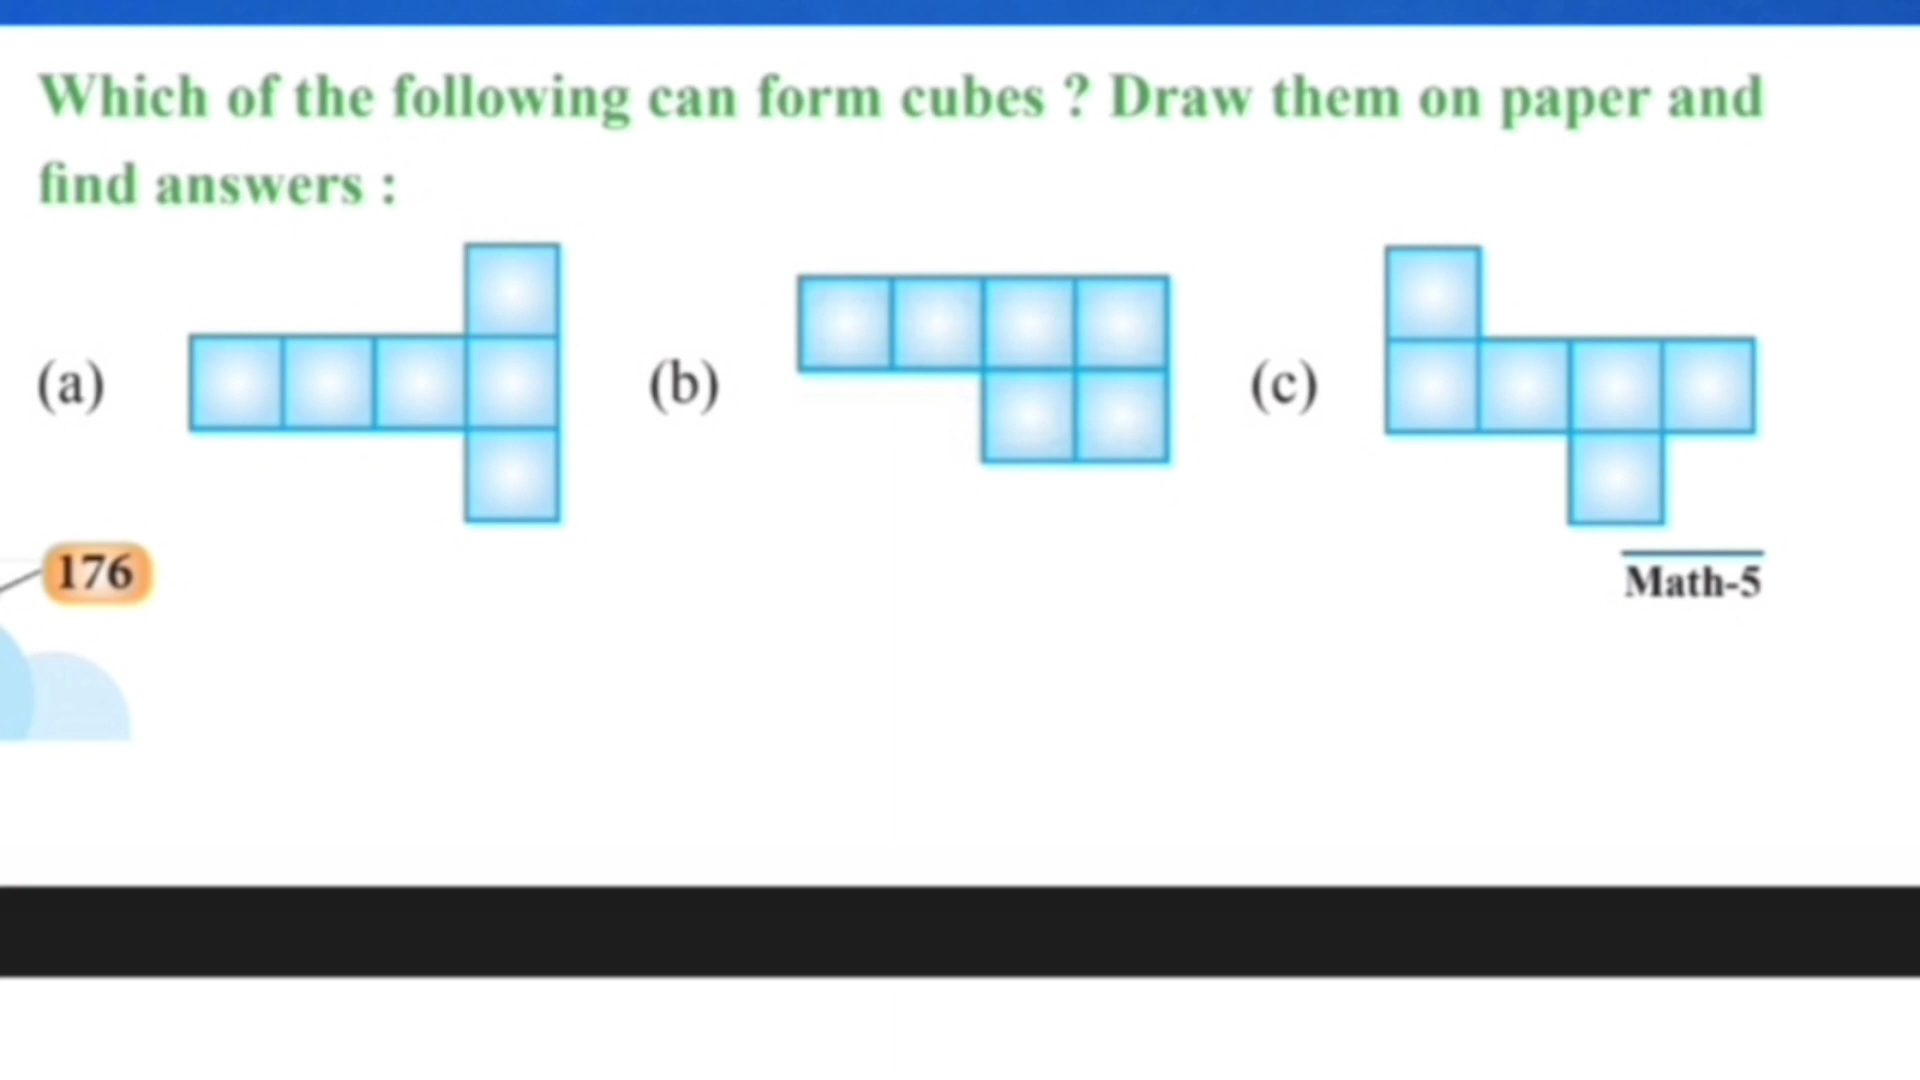 Which of the following can form cubes ? Draw them on paper and
find answers :
(a)
(b)
(c)
176
Math-5